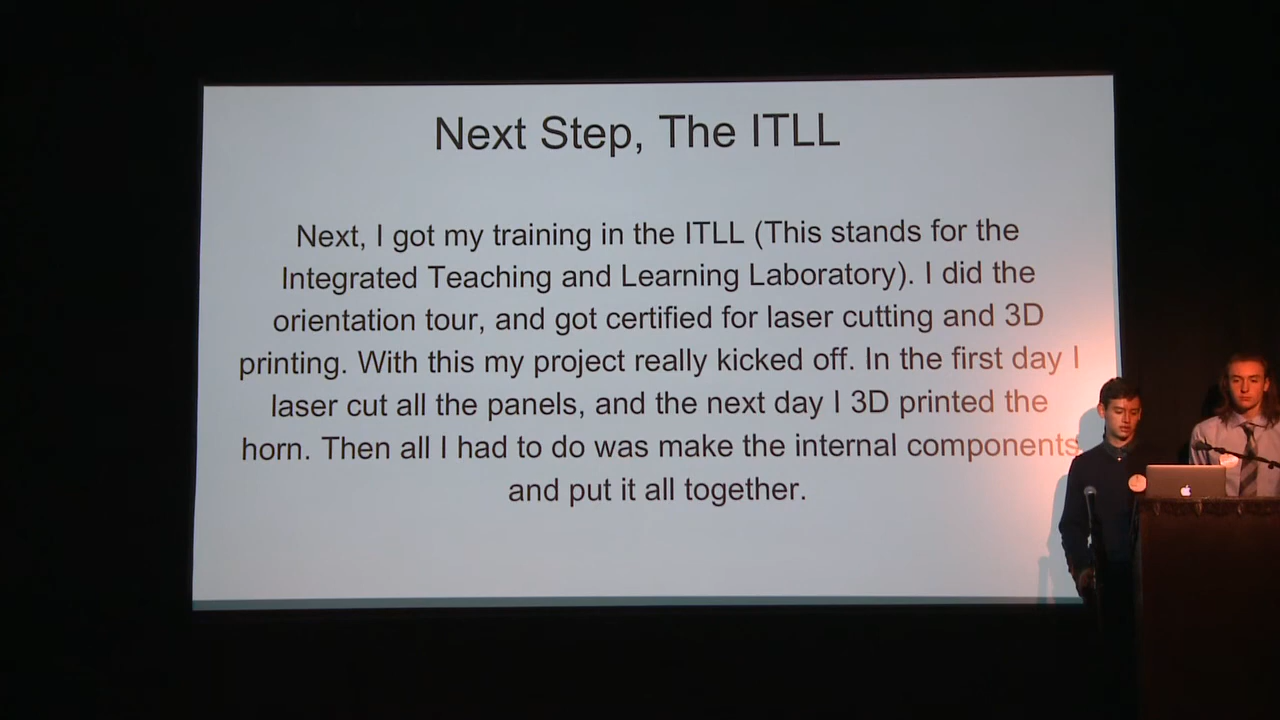 Next Step, The ITLL
Next, I got my training in the ITLL (This stands for the
Integrated Teaching and Learning Laboratory). I did the
orientation tour, and got certified for laser cutting and 3D
printing. With this my project really kicked off. In the first day I
laser cut all the panels, and the next day I 3D printed the
horn. Then all I had to do was make the internal components
and put it all together.